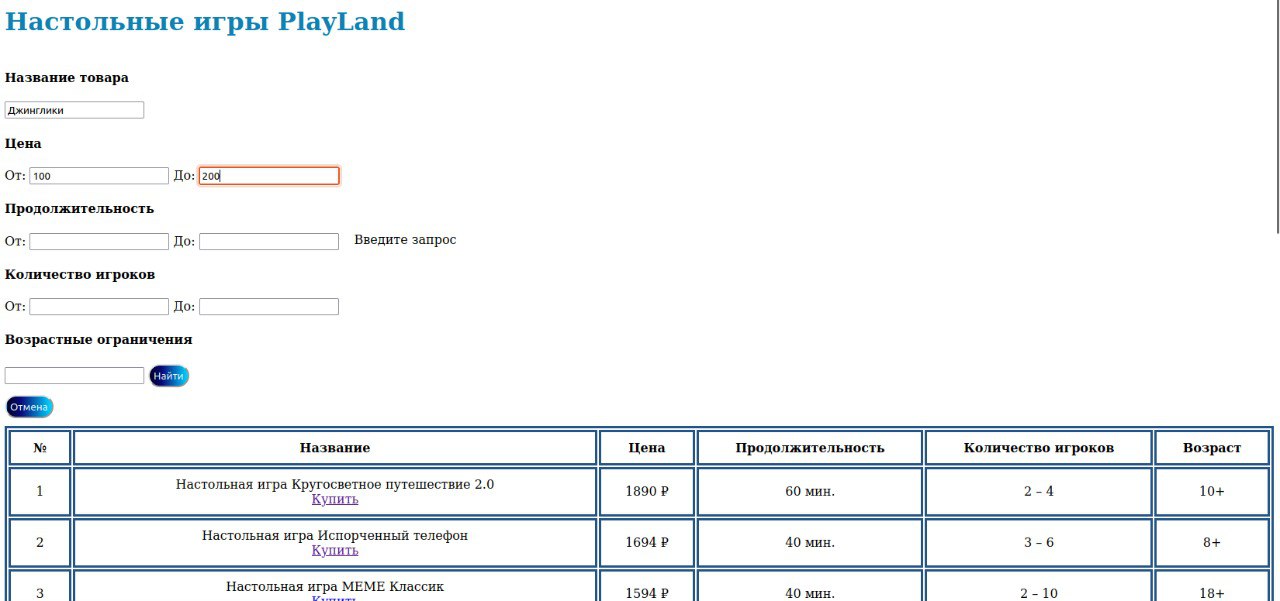 Настольные игры PlayLand
Название товара
Джинглики
Цена
От: 100 До: 200
Продолжительность
От: До: Введите запрос
Количество игроков
От: До:
Возрастные ограничения
Найти
Отмена
№ Название Цена Продолжительность Количество игроков Возраст
1 Настольная игра Кругосветное путешествие 2.0 1890 ₽ 60 мин. 2 – 4 10+
Купить
2 Настольная игра Испорченный телефон 1694 ₽ 40 мин. 3 – 6 8+
Купить
3 Настольная игра МЕМЕ Классик 1594 ₽ 40 мин. 2 – 10 18+
Купить